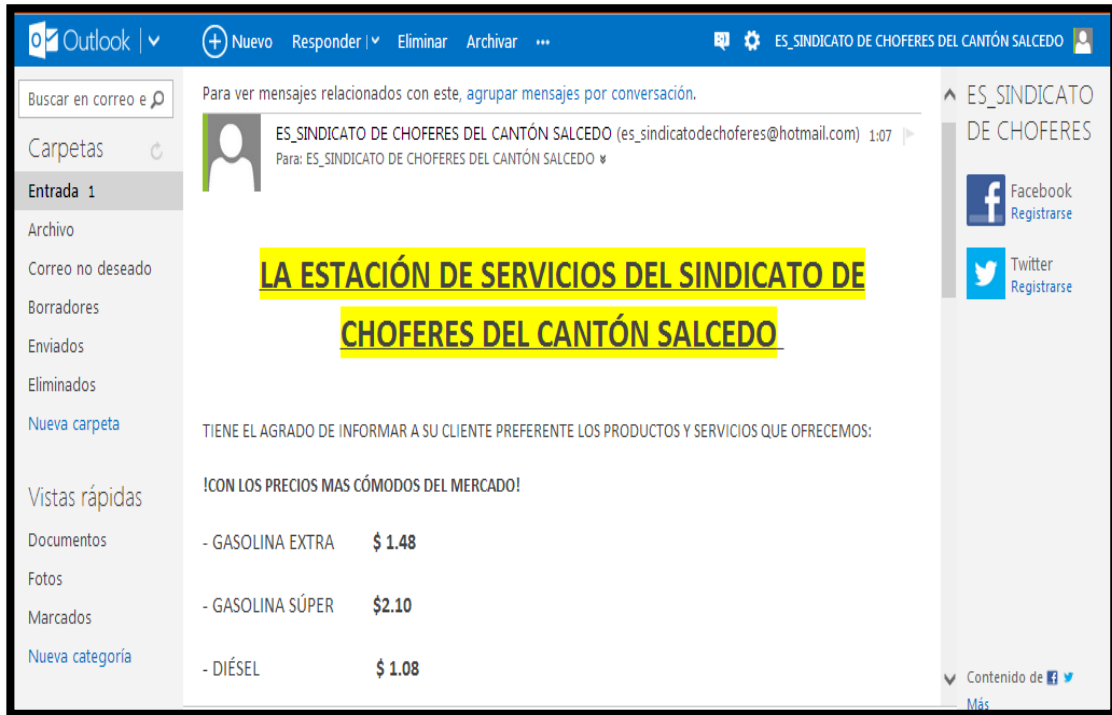 Outlook
Nuevo Responder Eliminar Archivar ••• ES_SINDICATO DE CHOFERES DEL CANTÓN SALCEDO
Buscar en correo e
Carpetas
Entrada 1
Archivo
Correo no deseado
Borradores
Enviados
Eliminados
Nueva carpeta
Vistas rápidas
Documentos
Fotos
Marcados
Nueva categoría
Para ver mensajes relacionados con este, agrupar mensajes por conversación.
ES_SINDICATO DE CHOFERES DEL CANTÓN SALCEDO (es_sindicatodechoferes@hotmail.com) 1:07
Para: ES_SINDICATO DE CHOFERES DEL CANTÓN SALCEDO
LA ESTACIÓN DE SERVICIOS DEL SINDICATO DE
CHOFERES DEL CANTÓN SALCEDO
TIENE EL AGRADO DE INFORMAR A SU CLIENTE PREFERENTE LOS PRODUCTOS Y SERVICIOS QUE OFRECEMOS:
!CON LOS PRECIOS MAS CÓMODOS DEL MERCADO!
- GASOLINA EXTRA $ 1.48
- GASOLINA SÚPER $2.10
- DIÉSEL $ 1.08
ES_SINDICATO
DE CHOFERES
Facebook
Registrarse
Twitter
Registrarse
Contenido de
Más